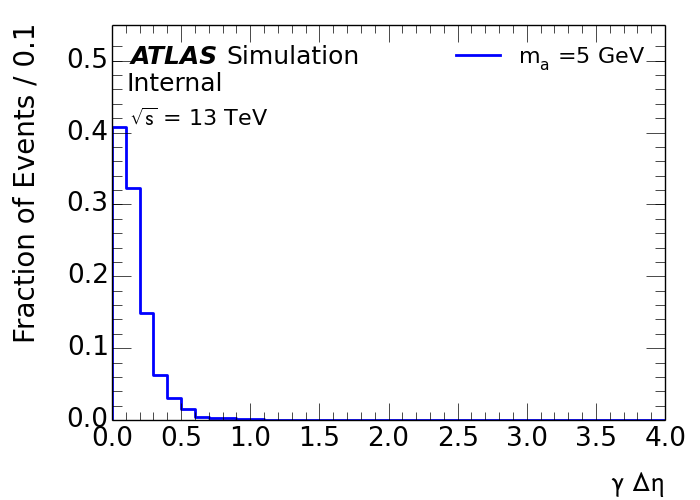 Fraction of Events / 0.1
0.5
0.4
0.3
0.2
0.1
0.0
ATLAS Simulation
Internal
√s = 13 TeV
mₐ =5 GeV
0.0 0.5 1.0 1.5 2.0 2.5 3.0 3.5 4.0
γ Δη